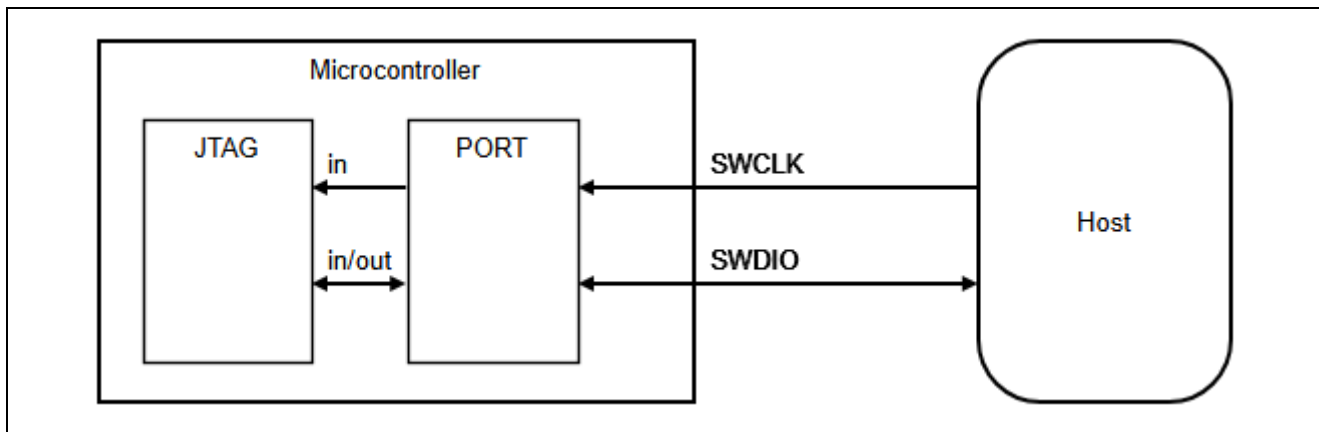 Microcontroller
JTAG
in
PORT
SWCLK
Host
in/out
SWDIO